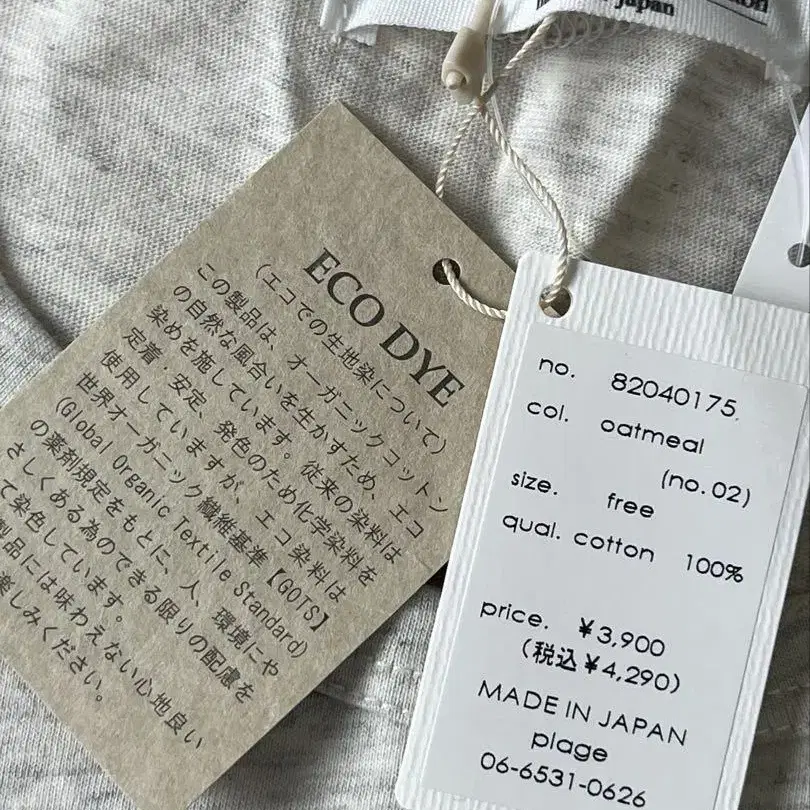 Japan
ECO DYE
(エコでの生地染について)
この製品は、オーガニックコットン
の自然な風合いを生かすため、エコ
染めを施しています。従来の染料は
定着・安定、発色のため化学染料を
使用していますが、エコ染料は
世界オーガニック繊維基準【GOTS】
(Global Organic Textile Standard)
の薬剤規定をもとに、人、環境にや
さしくある為のできる限りの配慮を
て染色しています。
製品には味わえない心地良い
楽しみください。
no. 82040175.
col. oatmeal
(no.02)
size. free
qual. cotton 100%
price. ¥3,900
(税込¥4,290)
MADE IN JAPAN
plage
06-6531-0626